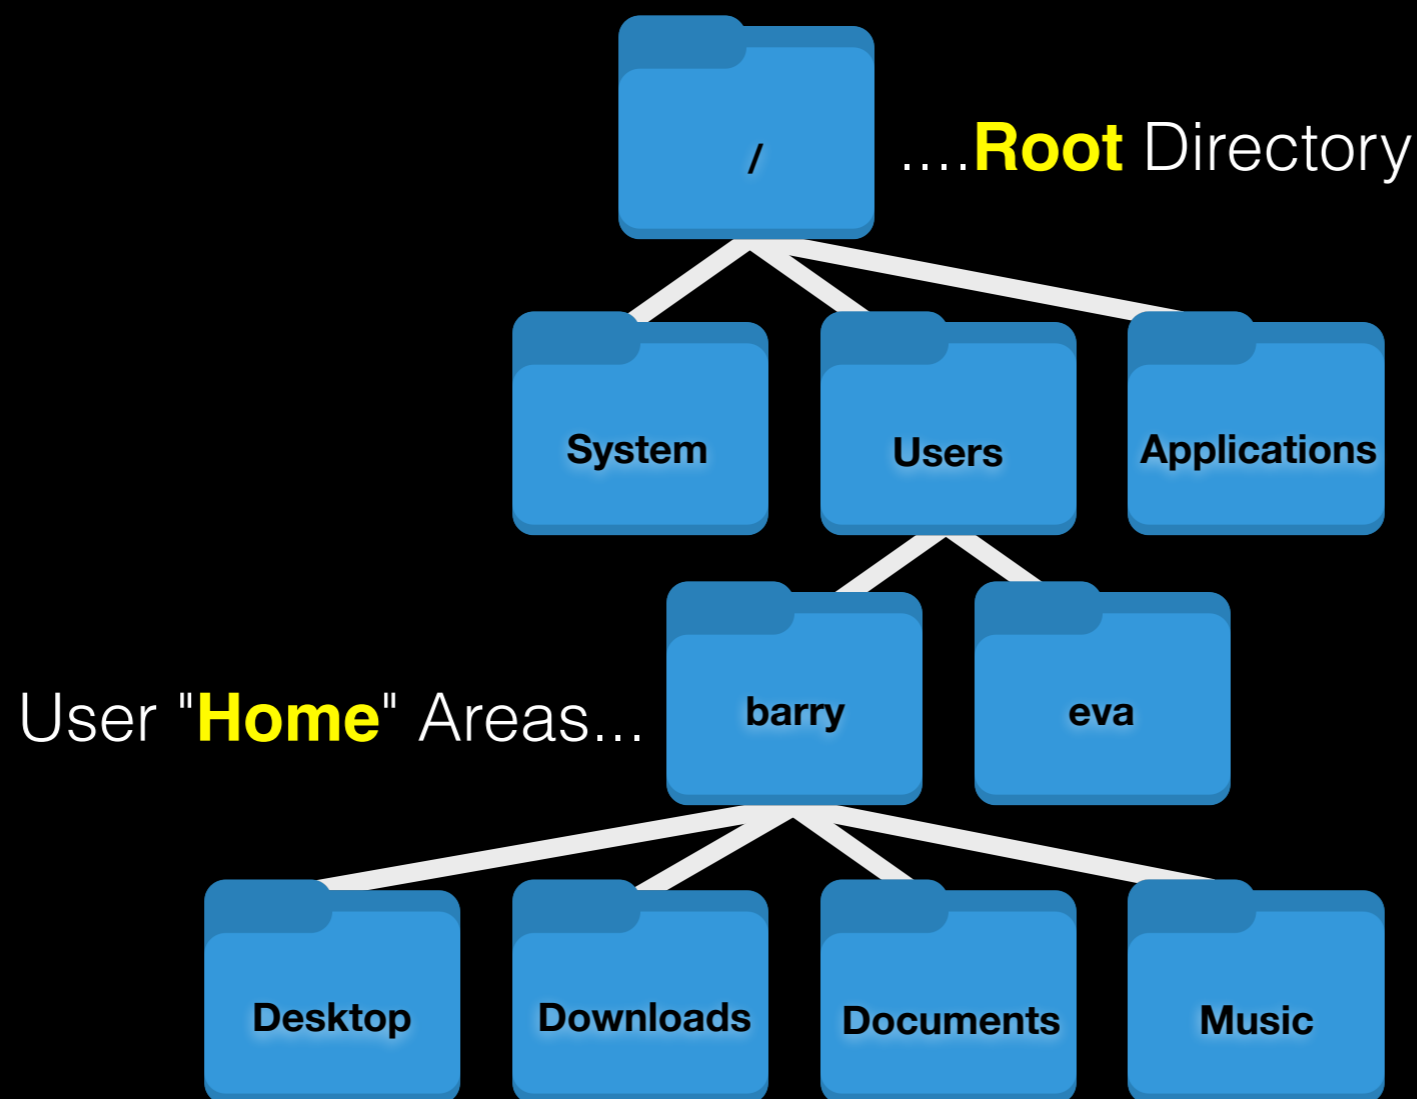 /
....Root Directory
System
Users
Applications
User "Home" Areas...
barry
eva
Desktop
Downloads
Documents
Music